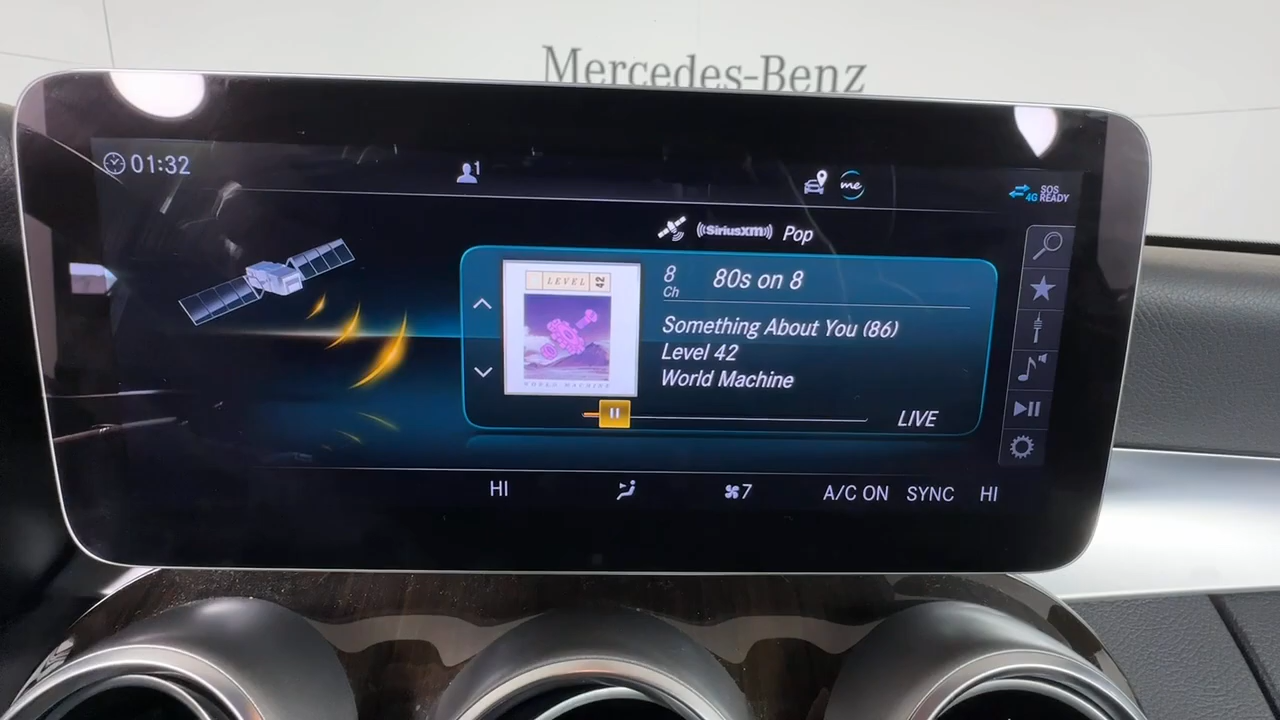 Mercedes-Benz
01:32
1
me
4G
SOS
READY
((SiriusXM)) Pop
LEVEL 42
WORLD MACHINE
8
Ch
80s on 8
Something About You (86)
Level 42
World Machine
LIVE
HI
7
A/C ON
SYNC
HI